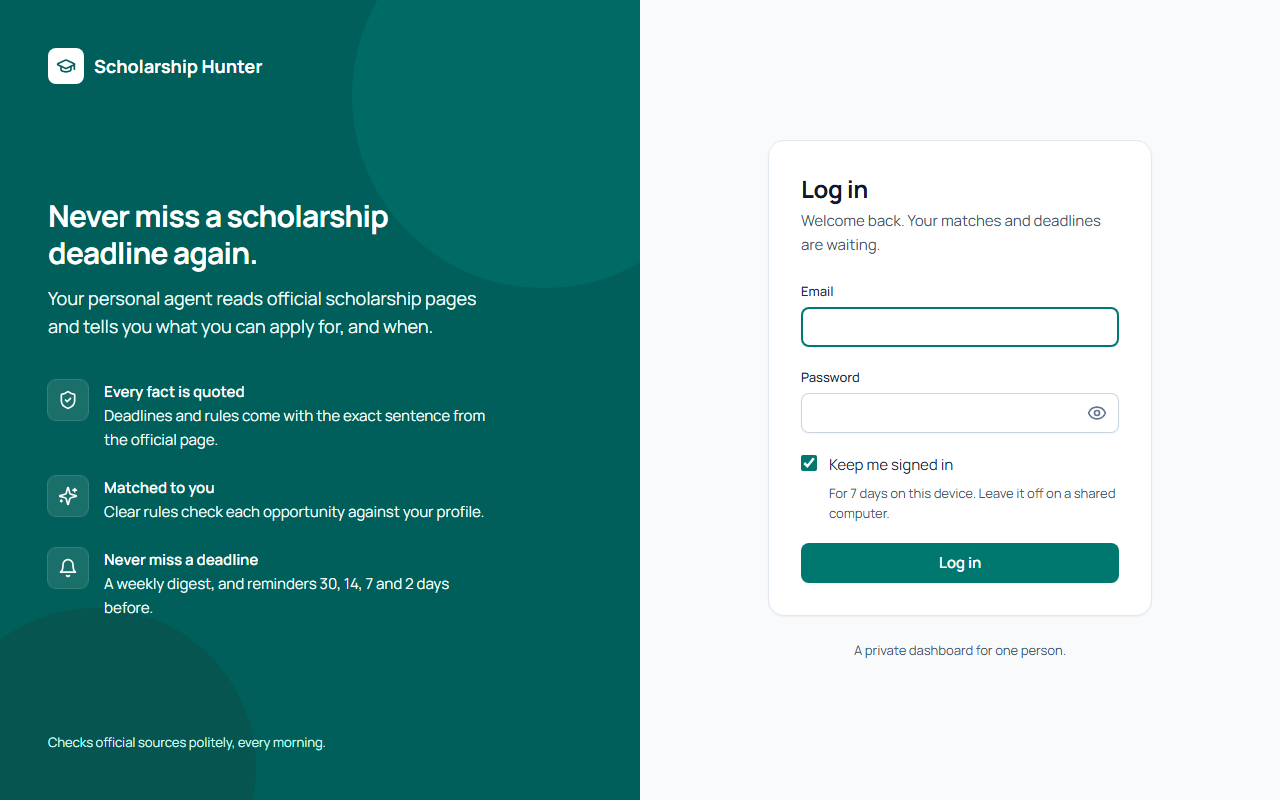 Scholarship Hunter
Never miss a scholarship
deadline again.
Your personal agent reads official scholarship pages
and tells you what you can apply for, and when.
Every fact is quoted
Deadlines and rules come with the exact sentence from
the official page.
Matched to you
Clear rules check each opportunity against your profile.
Never miss a deadline
A weekly digest, and reminders 30, 14, 7 and 2 days
before.
Checks official sources politely, every morning.
Log in
Welcome back. Your matches and deadlines
are waiting.
Email
Password
Keep me signed in
For 7 days on this device. Leave it off on a shared
computer.
Log in
A private dashboard for one person.